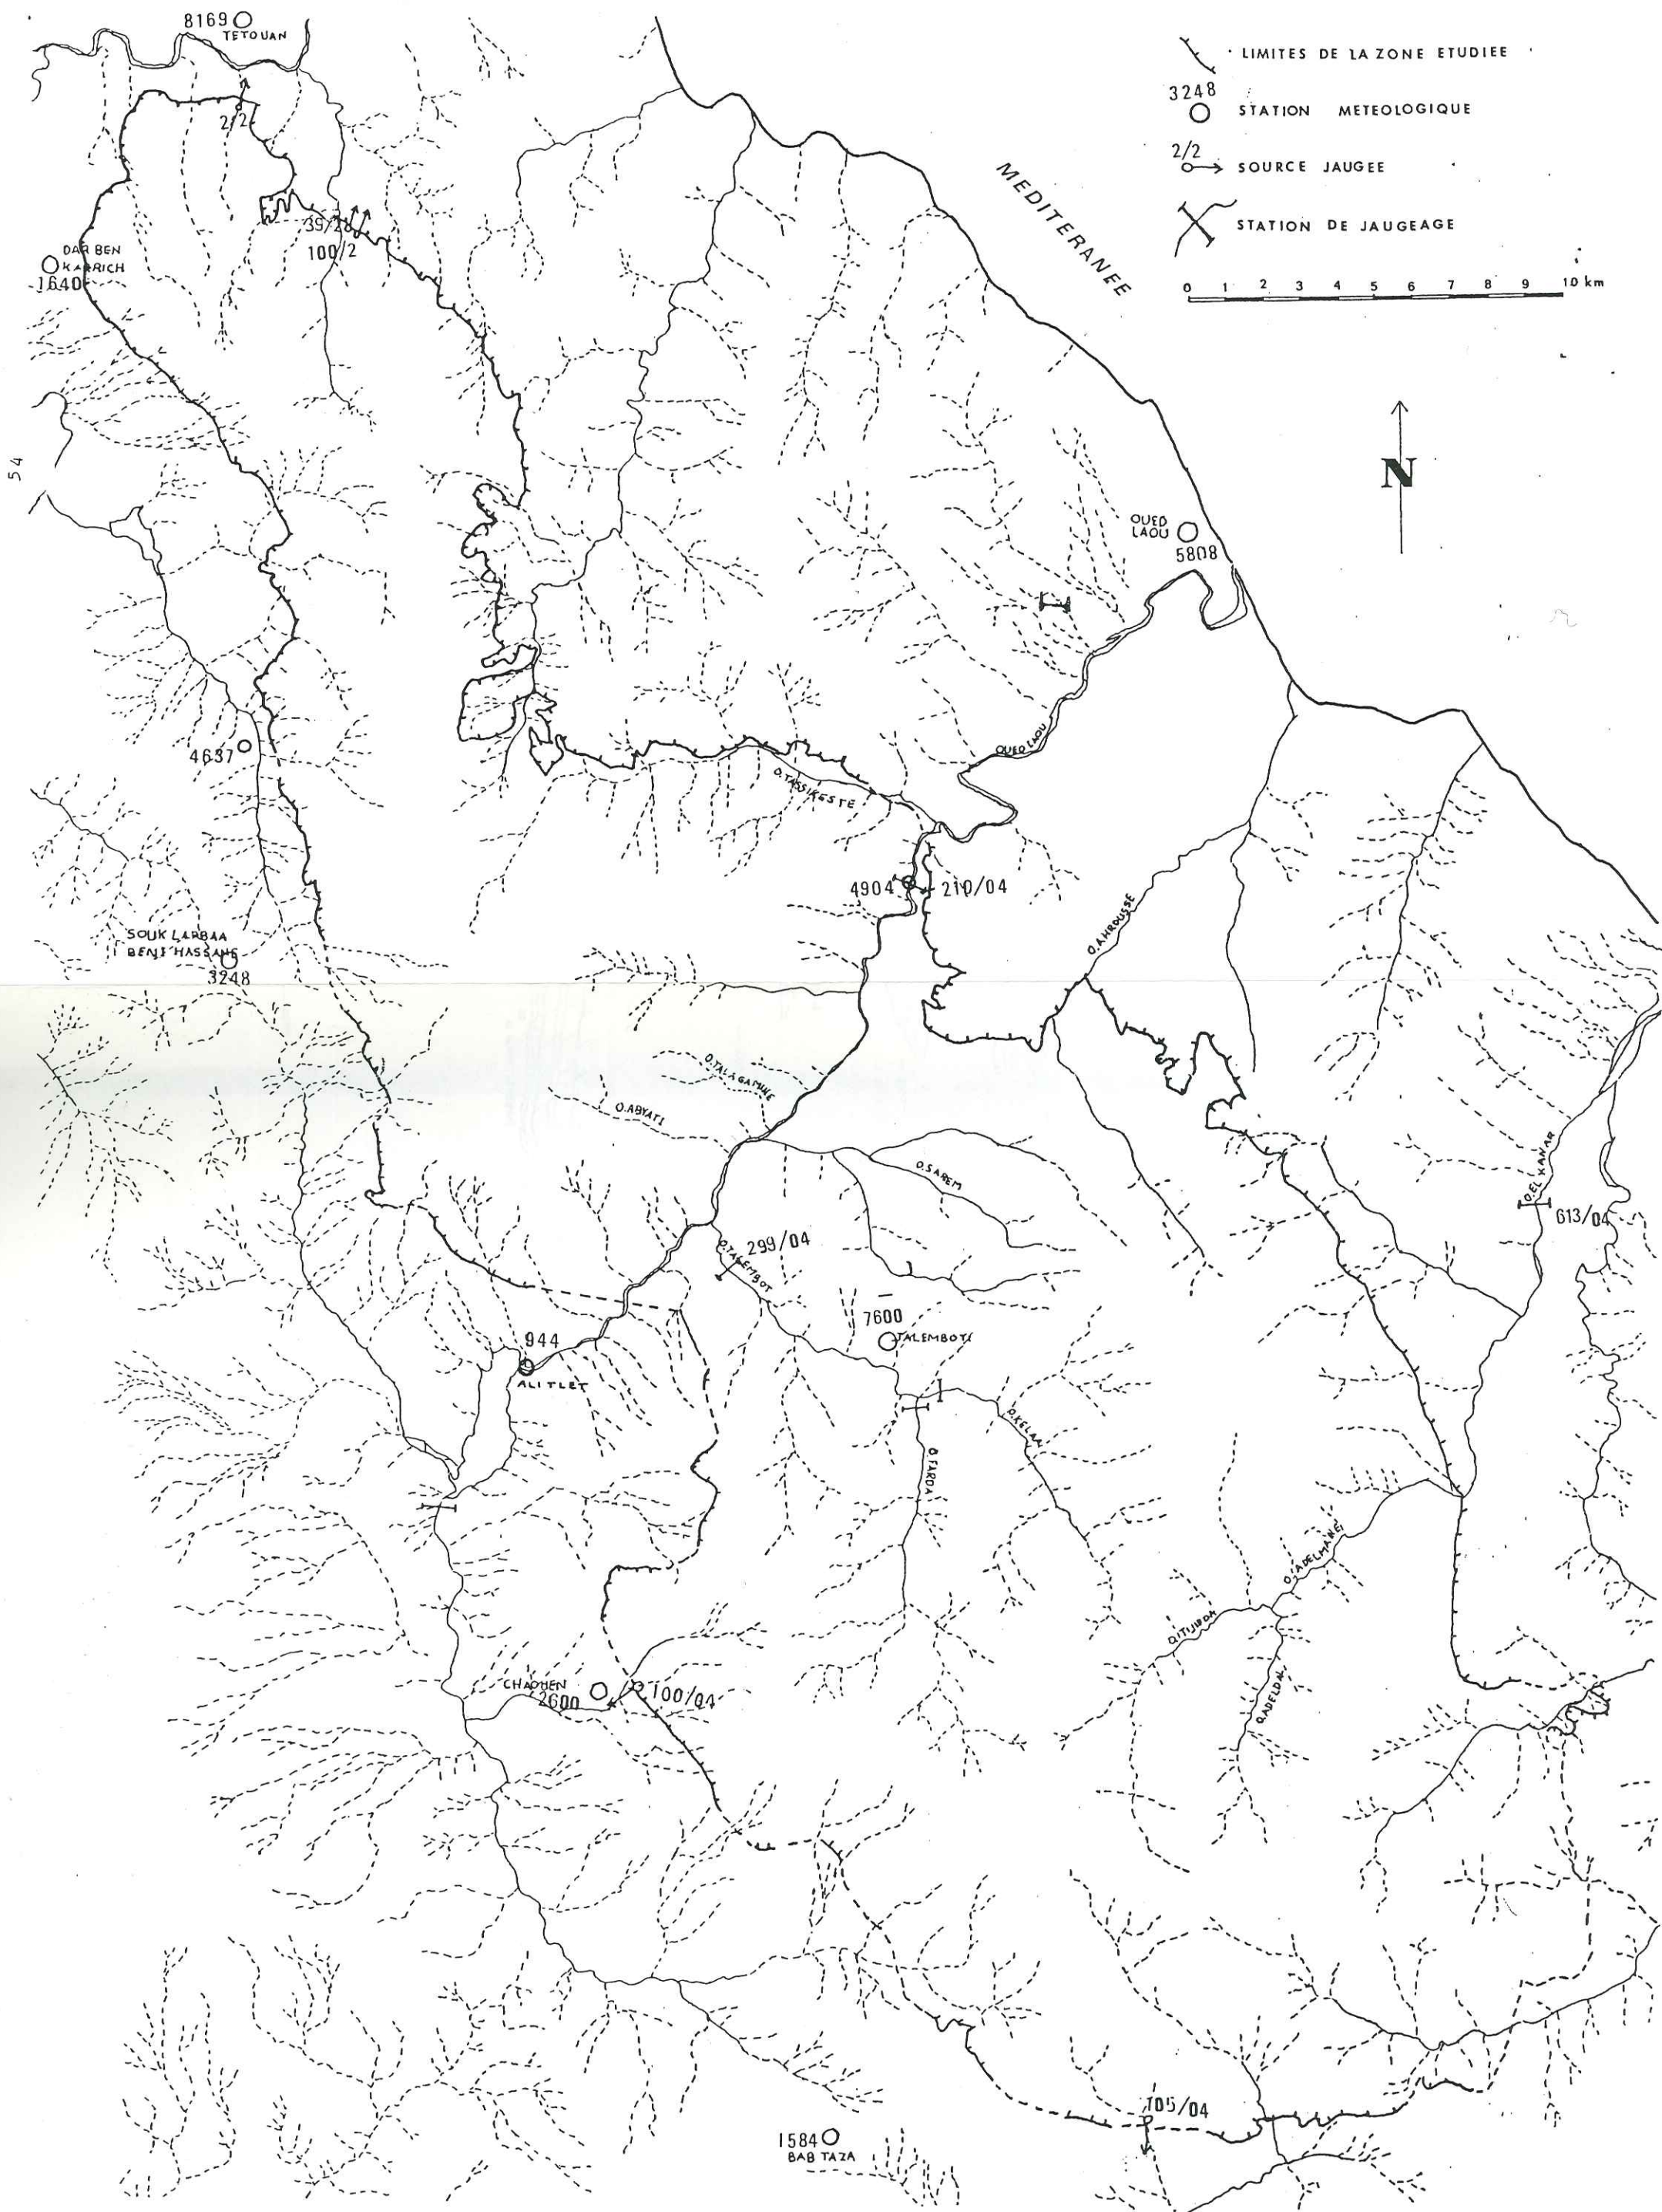 8169
TETOUAN
LIMITES DE LA ZONE ETUDIEE
3248
STATION METEOLOGIQUE
2/2
SOURCE JAUGEE
STATION DE JAUGEAGE
0 1 2 3 4 5 6 7 8 9 10 km
MEDITERANEE
2/2
100/2
DAR BEN
KARRICH
1640
N
54
OUED
LAOU
5808
4637
OUED LAOU
O.TASSIKESTE
4904
210/04
O.AHROUSSE
SOUK LARBAA
BENI HASSANE
3248
O.TALAGAMINE
O.ABYATI
O.SAREM
O.EL KANAR
613/04
299/04
O.TALEMBOT
7600
TALEMBOT
944
ALITLET
O.KELAA
O.FARDA
O.ADELMANE
O.ADELDAL
CHAOUEN
2600
100/04
105/04
1584
BAB TAZA